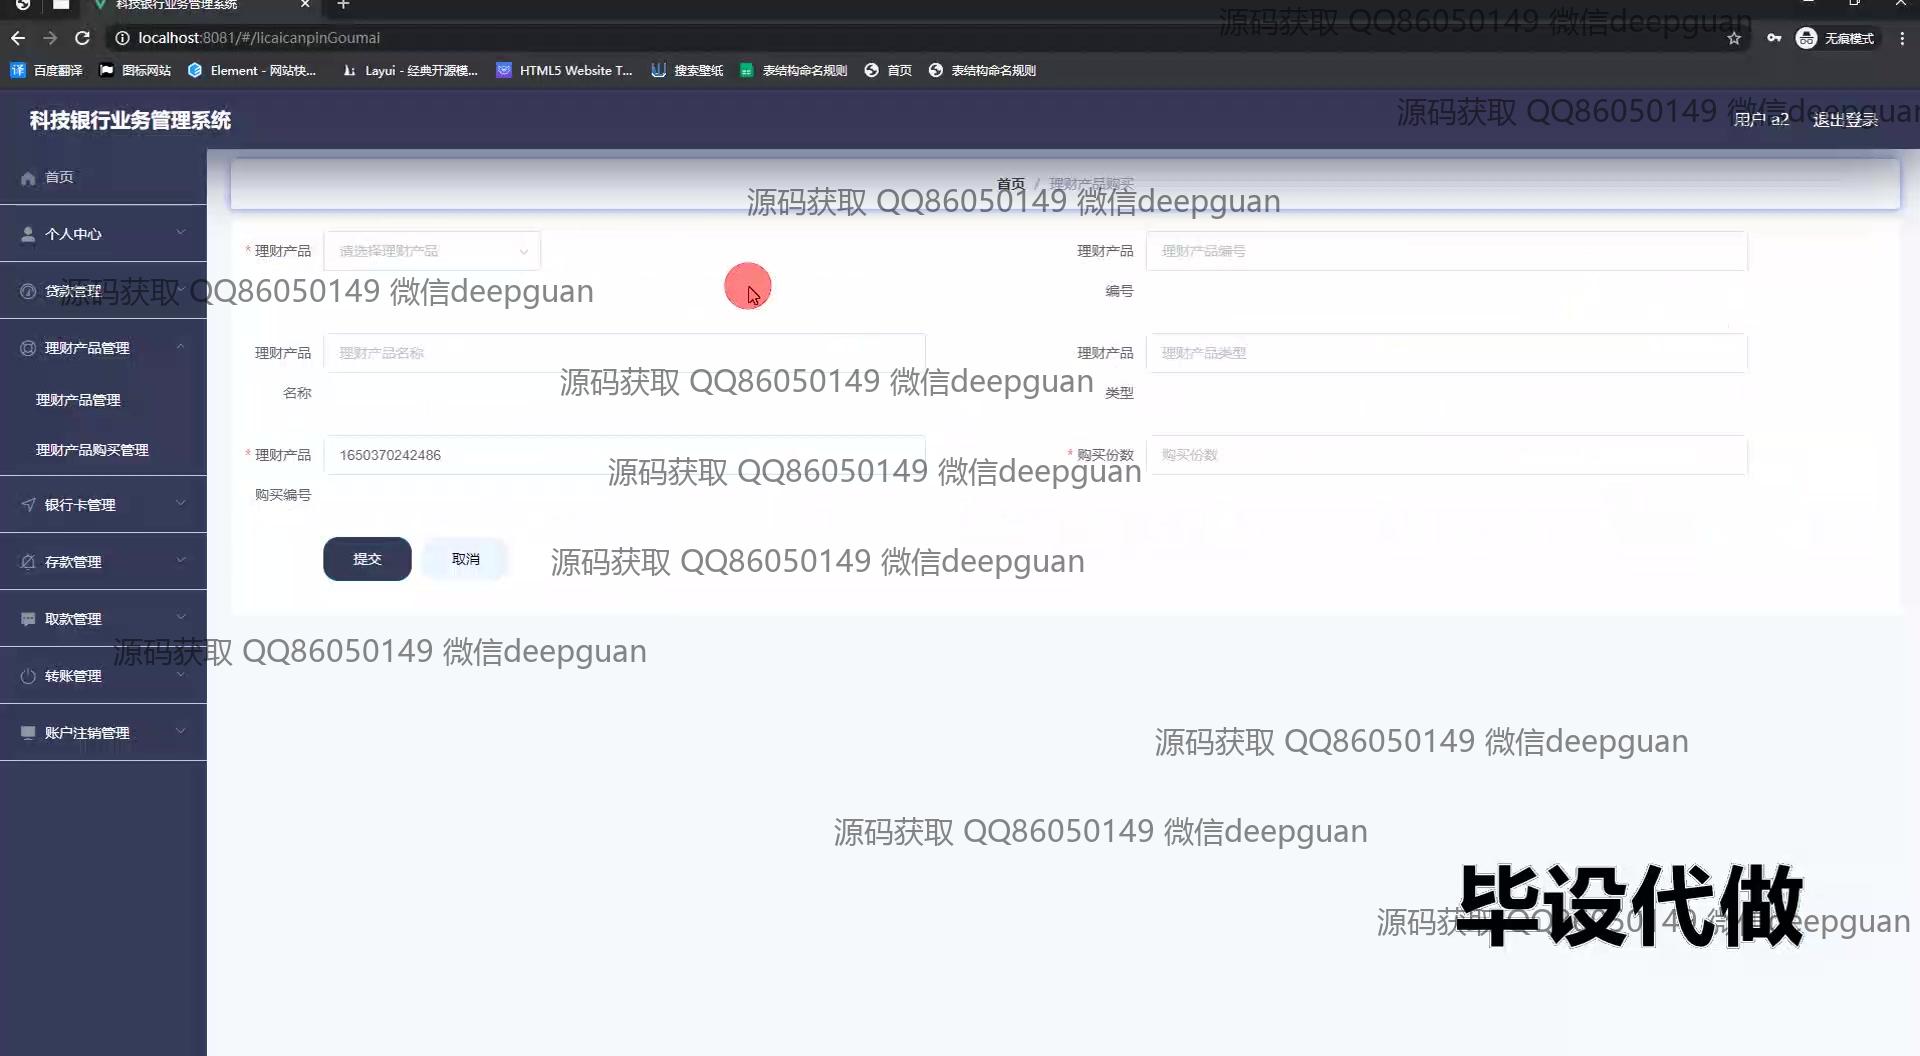 科技银行业务管理系统
localhost:8081/#/licaicanpinGoumai
无痕模式
百度翻译
图标网站
Element - 网站快...
Layui - 经典开源模...
HTML5 Website T...
搜索壁纸
表结构命名规则
首页
表结构命名规则
源码获取 QQ86050149 微信deepguan
科技银行业务管理系统
用户 a2
退出登录
源码获取 QQ86050149 微信deepguan
首页
个人中心
贷款管理
理财产品管理
理财产品管理
理财产品购买管理
银行卡管理
存款管理
取款管理
转账管理
账户注销管理
首页 / 理财产品购买
源码获取 QQ86050149 微信deepguan
* 理财产品
请选择理财产品
理财产品
编号
理财产品编号
源码获取 QQ86050149 微信deepguan
理财产品
名称
理财产品名称
理财产品
类型
理财产品类型
源码获取 QQ86050149 微信deepguan
* 理财产品
购买编号
1650370242486
* 购买份数
购买份数
源码获取 QQ86050149 微信deepguan
提交
取消
源码获取 QQ86050149 微信deepguan
源码获取 QQ86050149 微信deepguan
源码获取 QQ86050149 微信deepguan
源码获取 QQ86050149 微信deepguan
毕设代做
源码获取 QQ86050149 微信deepguan